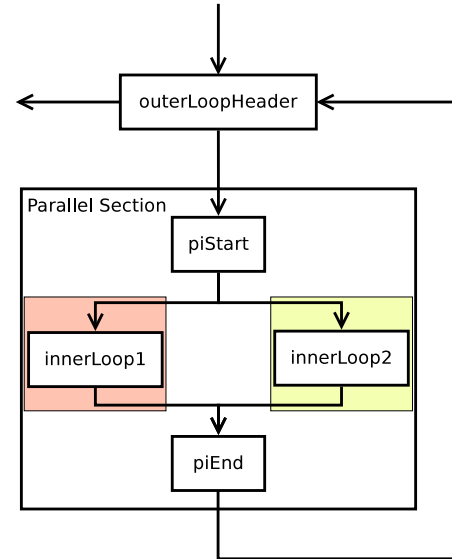 outerLoopHeader
Parallel Section
piStart
innerLoop1
innerLoop2
piEnd